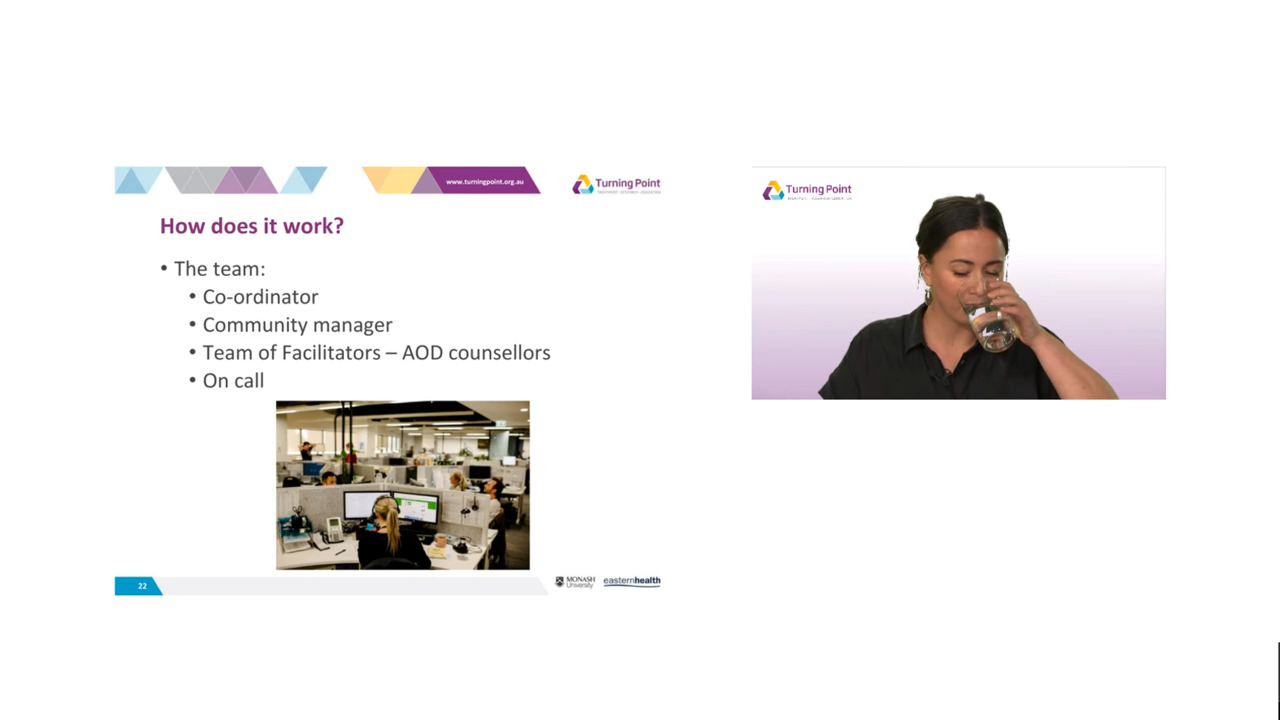 www.turningpoint.org.au
Turning Point
How does it work?
• The team:
• Co-ordinator
• Community manager
• Team of Facilitators – AOD counsellors
• On call
22
MONASH
University
easternhealth
Turning Point